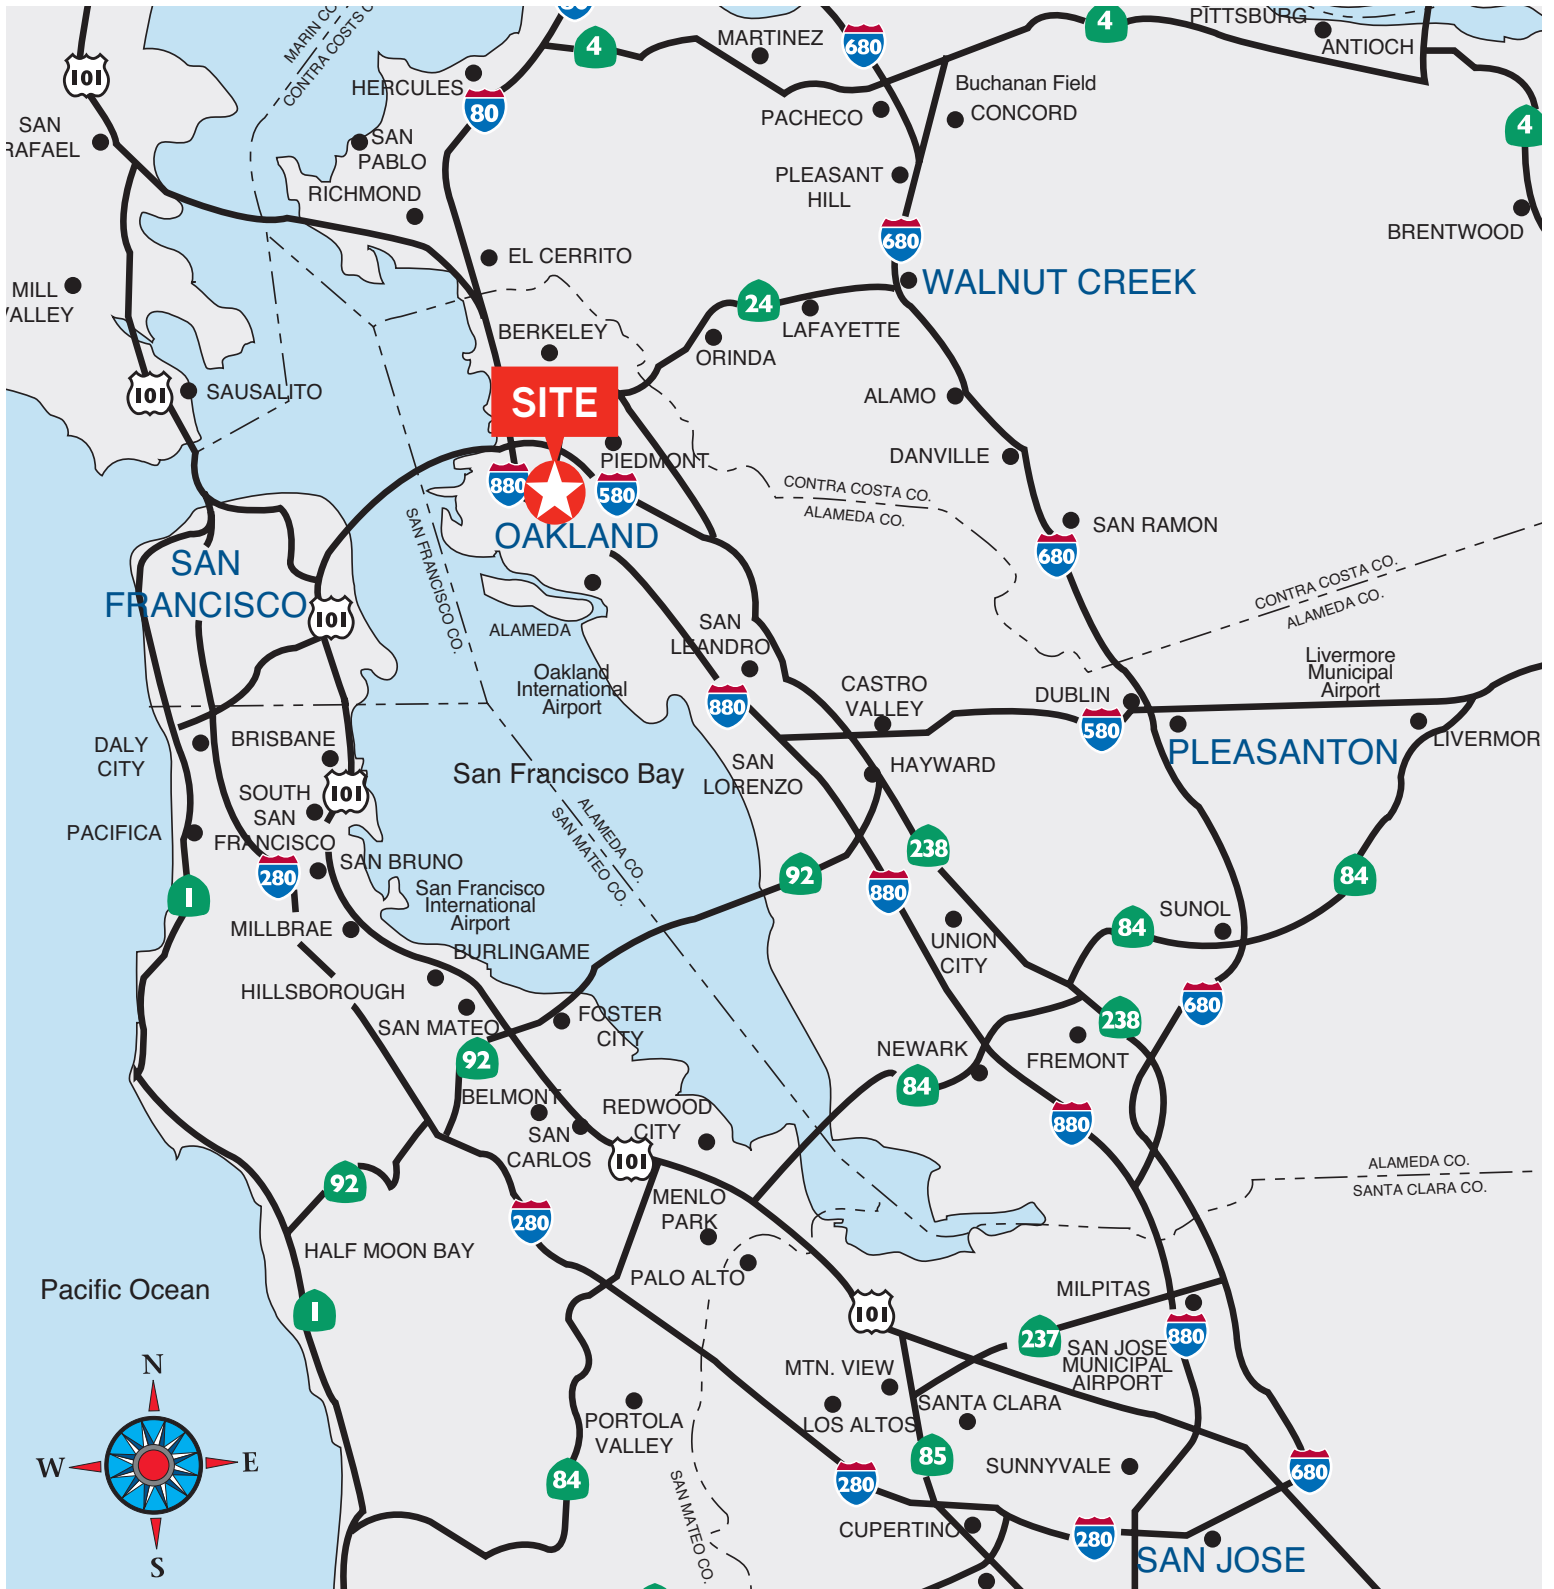 MARIN CO.
CONTRA COSTS C
80
4
MARTINEZ
680
4
PITTSBURG
ANTIOCH
101
HERCULES
80
Buchanan Field
CONCORD
PACHECO
4
SAN
RAFAEL
SAN
PABLO
PLEASANT
HILL
RICHMOND
BRENTWOOD
680
EL CERRITO
WALNUT CREEK
MILL
VALLEY
24
LAFAYETTE
BERKELEY
ORINDA
101
SAUSALITO
SITE
ALAMO
PIEDMONT
DANVILLE
880
580
CONTRA COSTA CO.
ALAMEDA CO.
SAN FRANCISCO CO.
OAKLAND
SAN RAMON
680
SAN
FRANCISCO
101
CONTRA COSTA CO.
ALAMEDA CO.
ALAMEDA
SAN
LEANDRO
Oakland
International
Airport
Livermore
Municipal
Airport
880
CASTRO
VALLEY
DUBLIN
580
PLEASANTON
LIVERMOR
DALY
CITY
BRISBANE
San Francisco Bay
SAN
LORENZO
HAYWARD
101
SOUTH
SAN
FRANCISCO
ALAMEDA CO.
SAN MATEO CO.
PACIFICA
238
SAN BRUNO
280
92
880
84
1
San Francisco
International
Airport
MILLBRAE
SUNOL
84
UNION
CITY
BURLINGAME
HILLSBOROUGH
680
SAN MATEO
FOSTER
CITY
238
92
NEWARK
FREMONT
84
BELMONT
REDWOOD
CITY
880
SAN
CARLOS
101
ALAMEDA CO.
SANTA CLARA CO.
92
MENLO
PARK
280
HALF MOON BAY
PALO ALTO
Pacific Ocean
MILPITAS
1
101
880
237
SAN JOSE
MUNICIPAL
AIRPORT
MTN. VIEW
N
LOS ALTOS
SANTA CLARA
PORTOLA
VALLEY
85
W
E
SUNNYVALE
680
84
280
SAN MATEO CO.
CUPERTINO
280
SAN JOSE
S